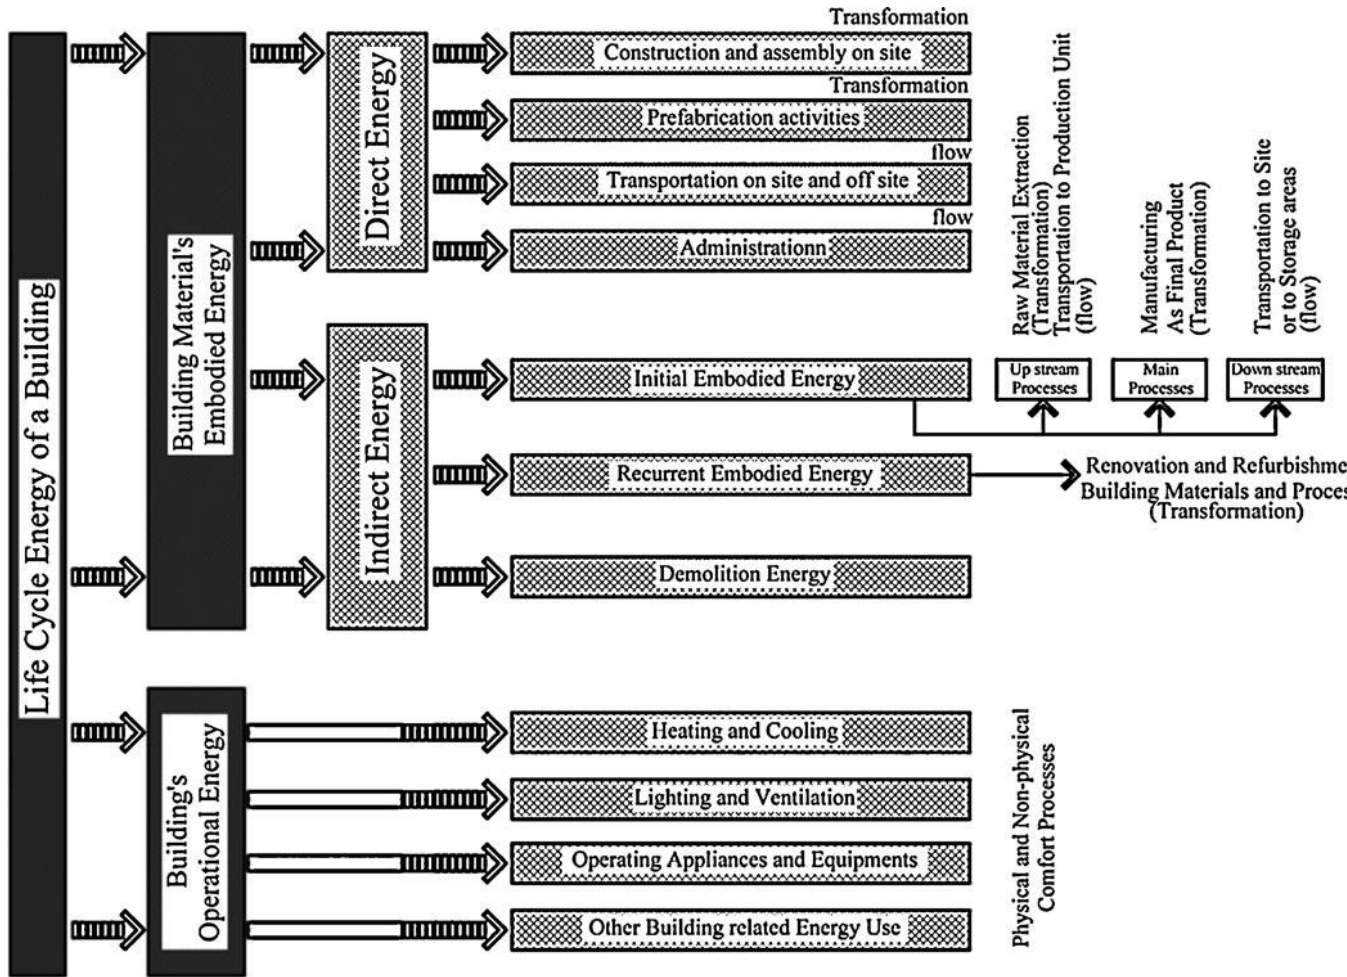 Life Cycle Energy of a Building
Building Material's
Embodied Energy
Direct Energy
Transformation
Construction and assembly on site
Transformation
Prefabrication activities
flow
Transportation on site and off site
flow
Administrationn
Indirect Energy
Initial Embodied Energy
Raw Material Extraction
(Transformation)
Transportation to Production Unit
(flow)
Up stream
Processes
Manufacturing
As Final Product
(Transformation)
Main
Processes
Transportation to Site
or to Storage areas
(flow)
Down stream
Processes
Recurrent Embodied Energy
Renovation and Refurbishme
Building Materials and Proces
(Transformation)
Demolition Energy
Building's
Operational Energy
Heating and Cooling
Lighting and Ventilation
Operating Appliances and Equipments
Other Building related Energy Use
Physical and Non-physical
Comfort Processes